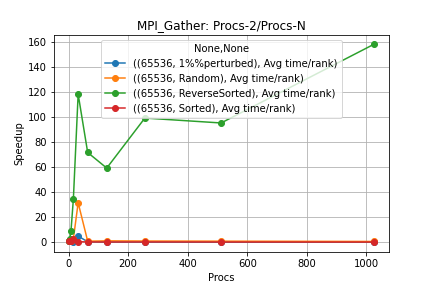 MPI_Gather: Procs-2/Procs-N
None,None
((65536, 1%%perturbed), Avg time/rank)
((65536, Random), Avg time/rank)
((65536, ReverseSorted), Avg time/rank)
((65536, Sorted), Avg time/rank)
160
140
120
100
80
60
40
20
0
Speedup
0 200 400 600 800 1000
Procs